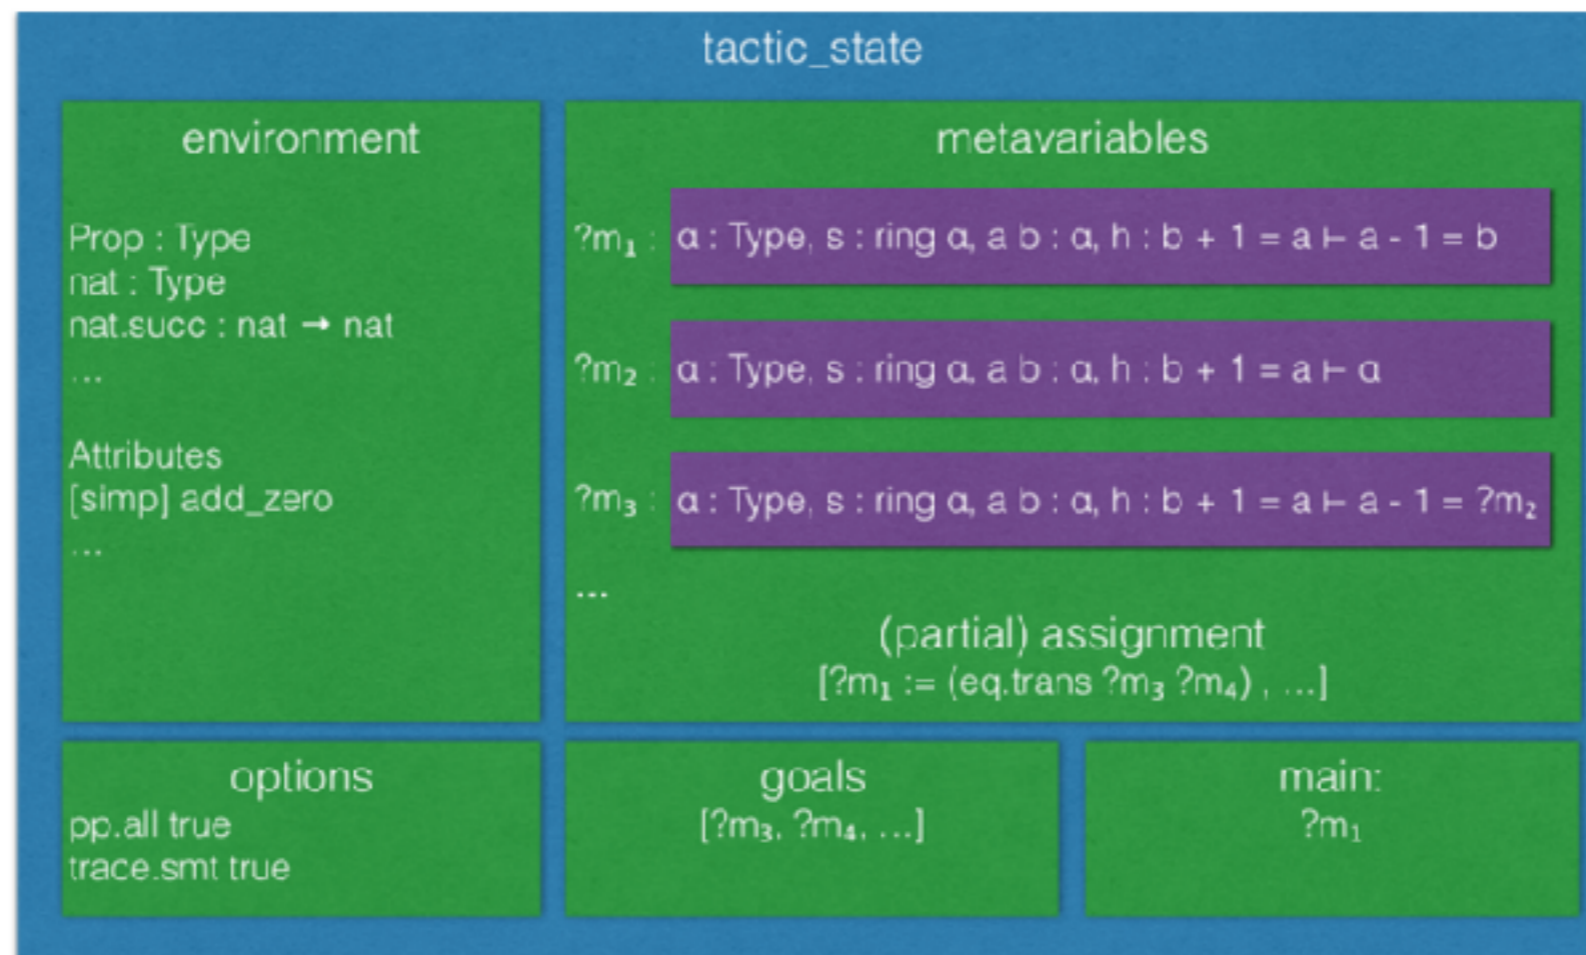 tactic_state
environment
Prop : Type
nat : Type
nat.succ : nat → nat
...
Attributes
[simp] add_zero
...
metavariables
?m₁ : α : Type, s : ring α, a b : α, h : b + 1 = a ⊢ a - 1 = b
?m₂ : α : Type, s : ring α, a b : α, h : b + 1 = a ⊢ α
?m₃ : α : Type, s : ring α, a b : α, h : b + 1 = a ⊢ a - 1 = ?m₂
...
(partial) assignment
[?m₁ := (eq.trans ?m₃ ?m₄) , ...]
options
pp.all true
trace.smt true
goals
[?m₃, ?m₄, ...]
main:
?m₁